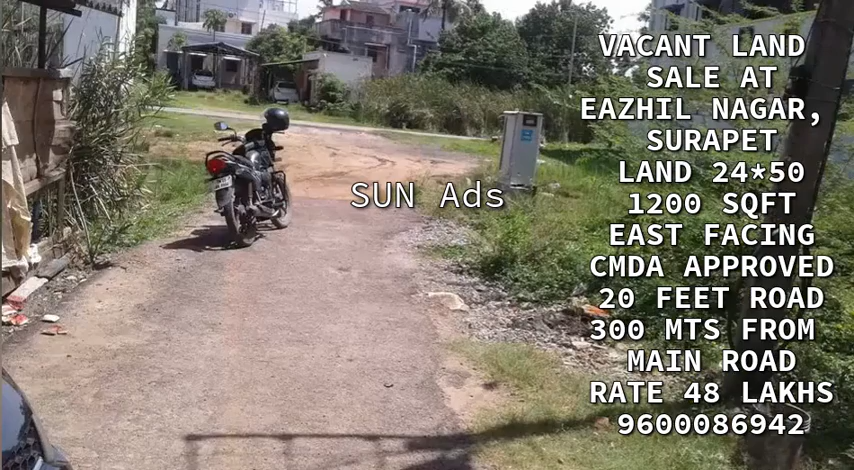 VACANT LAND
SALE AT
EAZHIL NAGAR,
SURAPET
LAND 24*50
1200 SQFT
EAST FACING
CMDA APPROVED
20 FEET ROAD
300 MTS FROM
MAIN ROAD
RATE 48 LAKHS
9600086942
SUN Ads